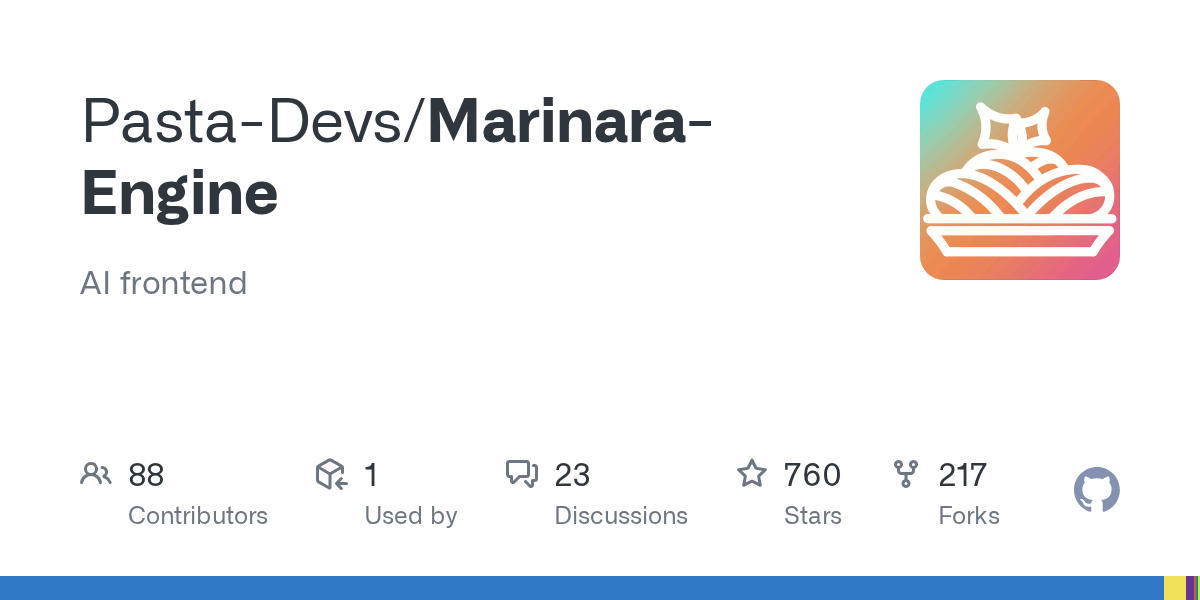 Pasta-Devs/Marinara-
Engine
AI frontend
88
Contributors
1
Used by
23
Discussions
760
Stars
217
Forks